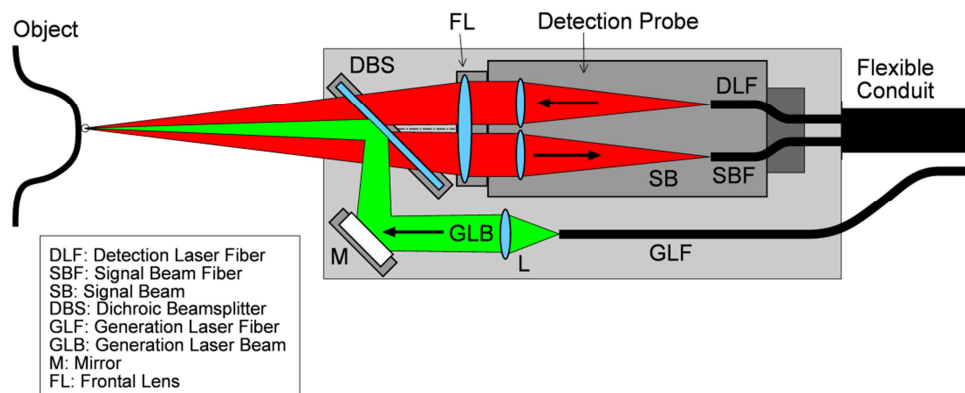 Object
FL
Detection Probe
DBS
DLF
Flexible
Conduit
SB
SBF
M
GLB
L
GLF
DLF: Detection Laser Fiber
SBF: Signal Beam Fiber
SB: Signal Beam
DBS: Dichroic Beamsplitter
GLF: Generation Laser Fiber
GLB: Generation Laser Beam
M: Mirror
FL: Frontal Lens